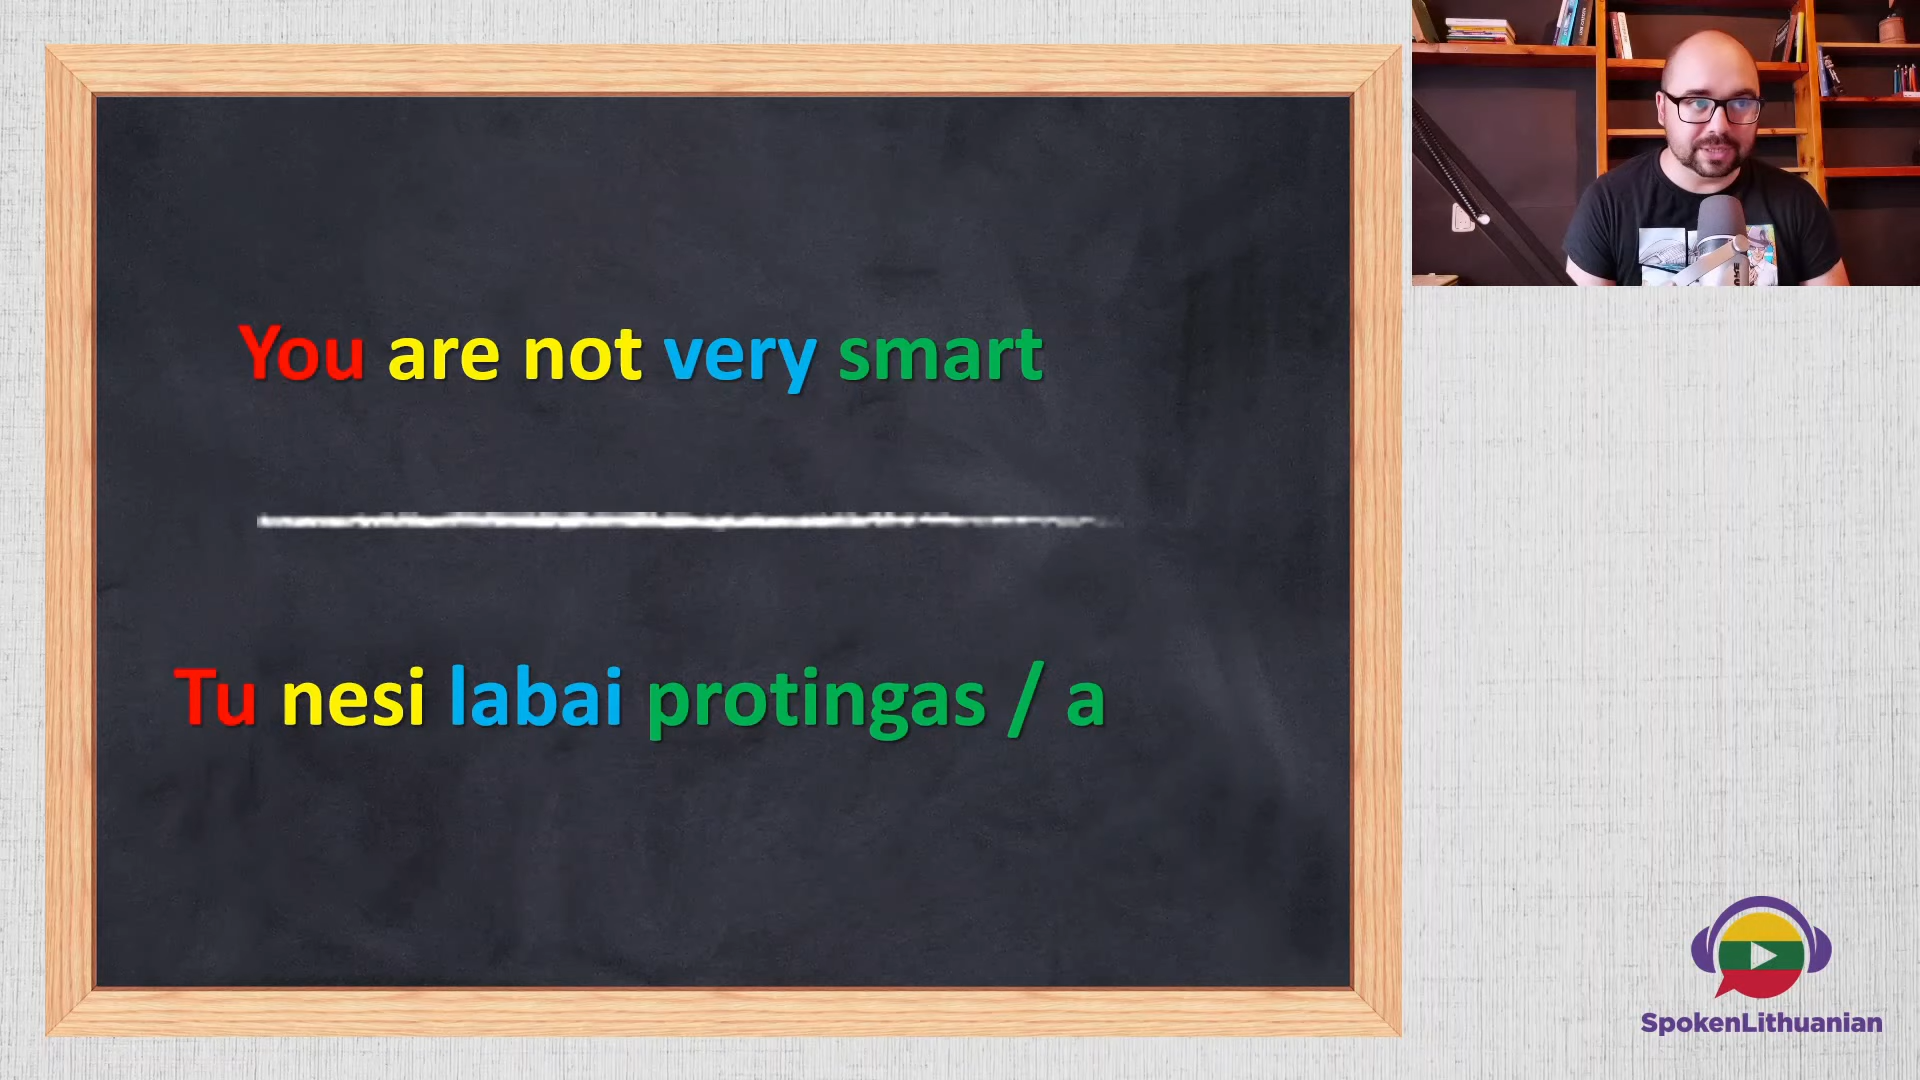 You are not very smart
Tu nesi labai protingas / a
SpokenLithuanian